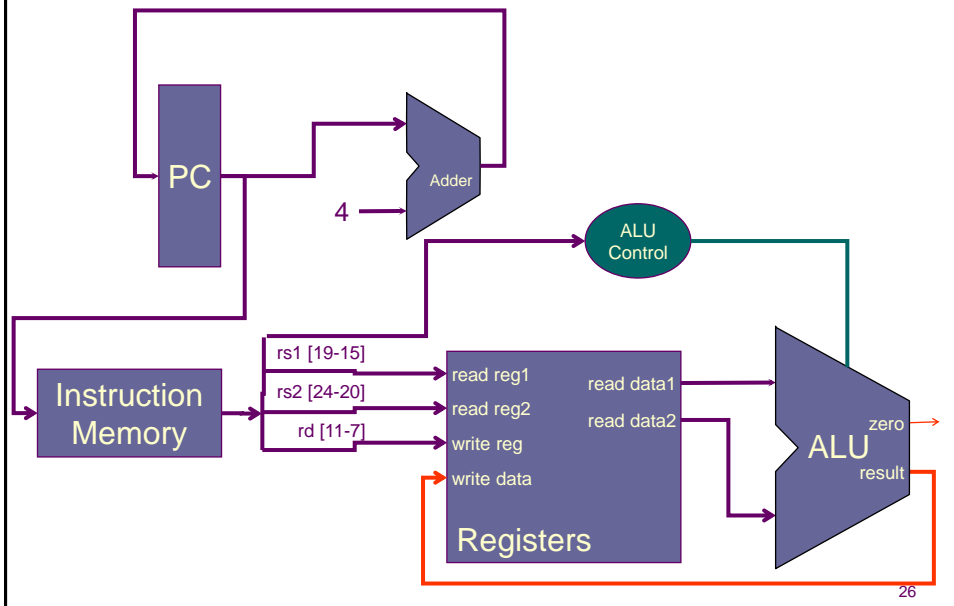 PC
Adder
4
ALU
Control
rs1 [19-15]
Instruction
Memory
rs2 [24-20]
rd [11-7]
read reg1
read reg2
write reg
write data
read data1
read data2
Registers
ALU
zero
result
26